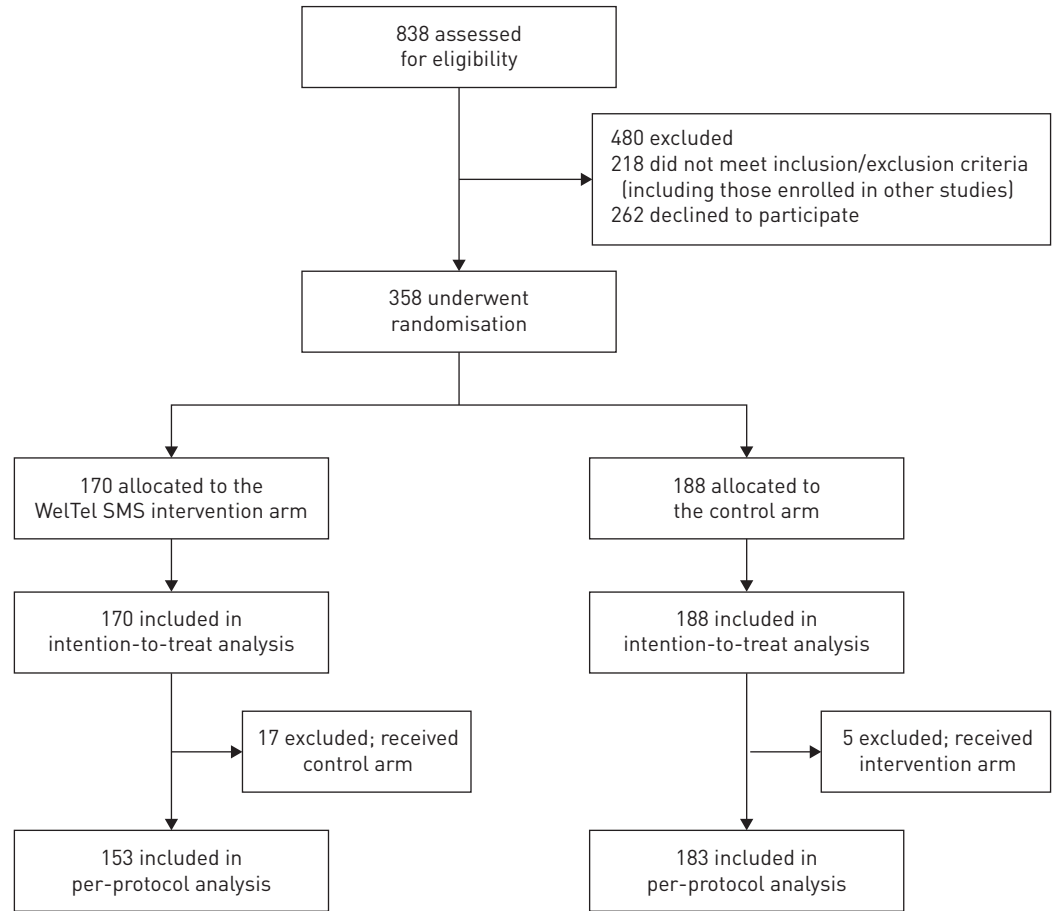 838 assessed
for eligibility
480 excluded
218 did not meet inclusion/exclusion criteria
(including those enrolled in other studies)
262 declined to participate
358 underwent
randomisation
170 allocated to the
WelTel SMS intervention arm
188 allocated to
the control arm
170 included in
intention-to-treat analysis
188 included in
intention-to-treat analysis
17 excluded; received
control arm
5 excluded; received
intervention arm
153 included in
per-protocol analysis
183 included in
per-protocol analysis